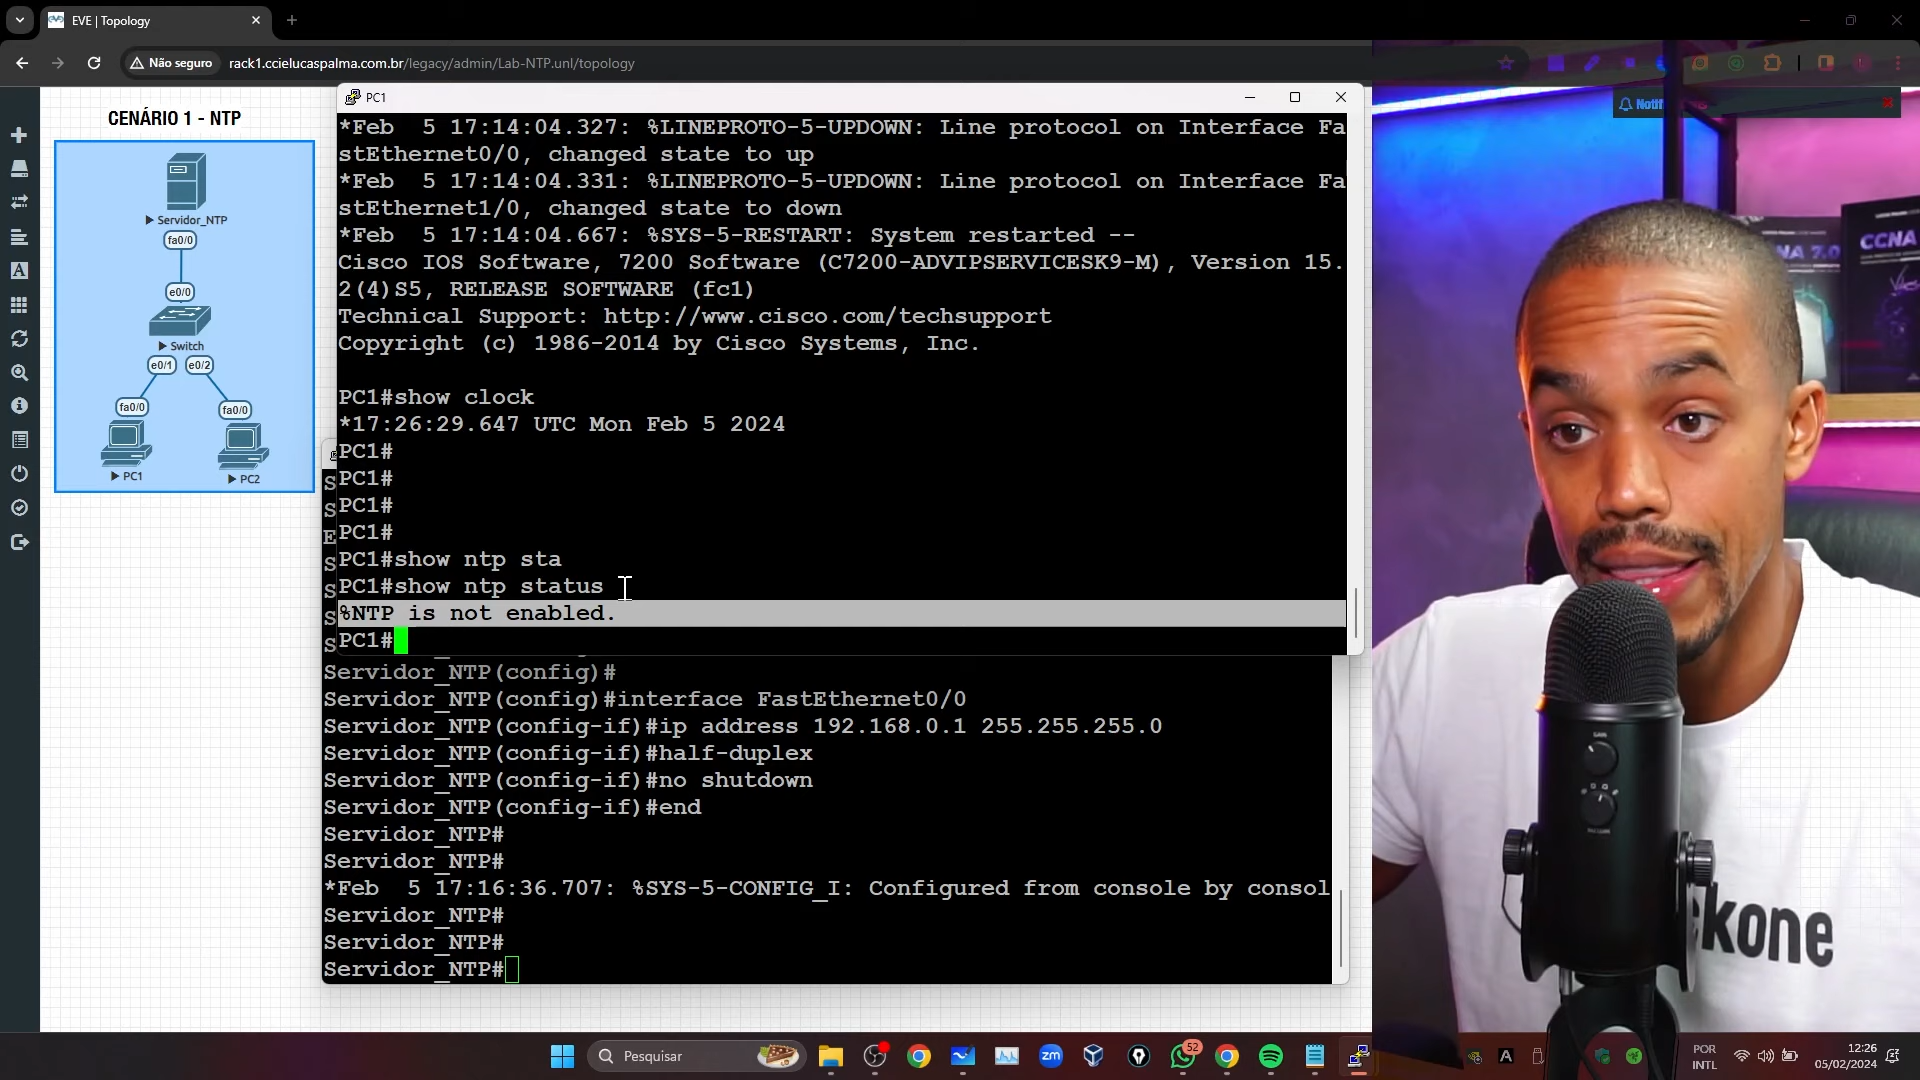 EVE | Topology
Não seguro
rack1.ccielucaspalma.com.br/legacy/admin/Lab-NTP.unl/topology
CENÁRIO 1 - NTP
Servidor_NTP
fa0/0
e0/0
Switch
e0/1
e0/2
fa0/0
fa0/0
PC1
PC2
PC1
*Feb  5 17:14:04.327: %LINEPROTO-5-UPDOWN: Line protocol on Interface Fa
stEthernet0/0, changed state to up
*Feb  5 17:14:04.331: %LINEPROTO-5-UPDOWN: Line protocol on Interface Fa
stEthernet1/0, changed state to down
*Feb  5 17:14:04.667: %SYS-5-RESTART: System restarted --
Cisco IOS Software, 7200 Software (C7200-ADVIPSERVICESK9-M), Version 15.
2(4)S5, RELEASE SOFTWARE (fc1)
Technical Support: http://www.cisco.com/techsupport
Copyright (c) 1986-2014 by Cisco Systems, Inc.
PC1#show clock
*17:26:29.647 UTC Mon Feb 5 2024
PC1#
PC1#
PC1#
PC1#
PC1#show ntp sta
PC1#show ntp status
%NTP is not enabled.
PC1#
Servidor_NTP(config)#
Servidor_NTP(config)#interface FastEthernet0/0
Servidor_NTP(config-if)#ip address 192.168.0.1 255.255.255.0
Servidor_NTP(config-if)#half-duplex
Servidor_NTP(config-if)#no shutdown
Servidor_NTP(config-if)#end
Servidor_NTP#
Servidor_NTP#
*Feb  5 17:16:36.707: %SYS-5-CONFIG_I: Configured from console by consol
Servidor_NTP#
Servidor_NTP#
Servidor_NTP#
Notif
CCNA
NA 7.0
ckone
Pesquisar
zm
52
A
POR
INTL
12:26
05/02/2024